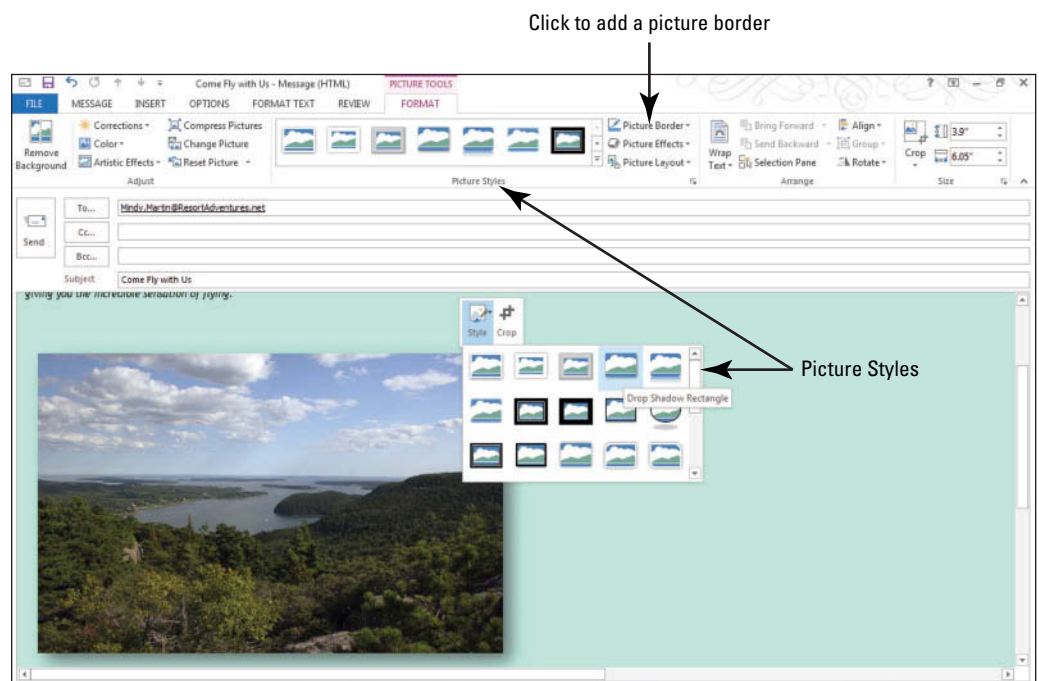 Click to add a picture border
Come Fly with Us - Message (HTML)
PICTURE TOOLS
?
FILE MESSAGE INSERT OPTIONS FORMAT TEXT REVIEW FORMAT
Remove Background
Corrections
Color
Artistic Effects
Compress Pictures
Change Picture
Reset Picture
Adjust
Picture Border
Picture Effects
Picture Layout
Picture Styles
Wrap Text
Bring Forward
Send Backward
Selection Pane
Align
Group
Rotate
Arrange
Crop
3.9"
6.05"
Size
Send
To... Mindy.Martin@ResortAdventures.net
Cc...
Bcc...
Subject Come Fly with Us
giving you the incredible sensation of flying.
Style Crop
Drop Shadow Rectangle
Picture Styles